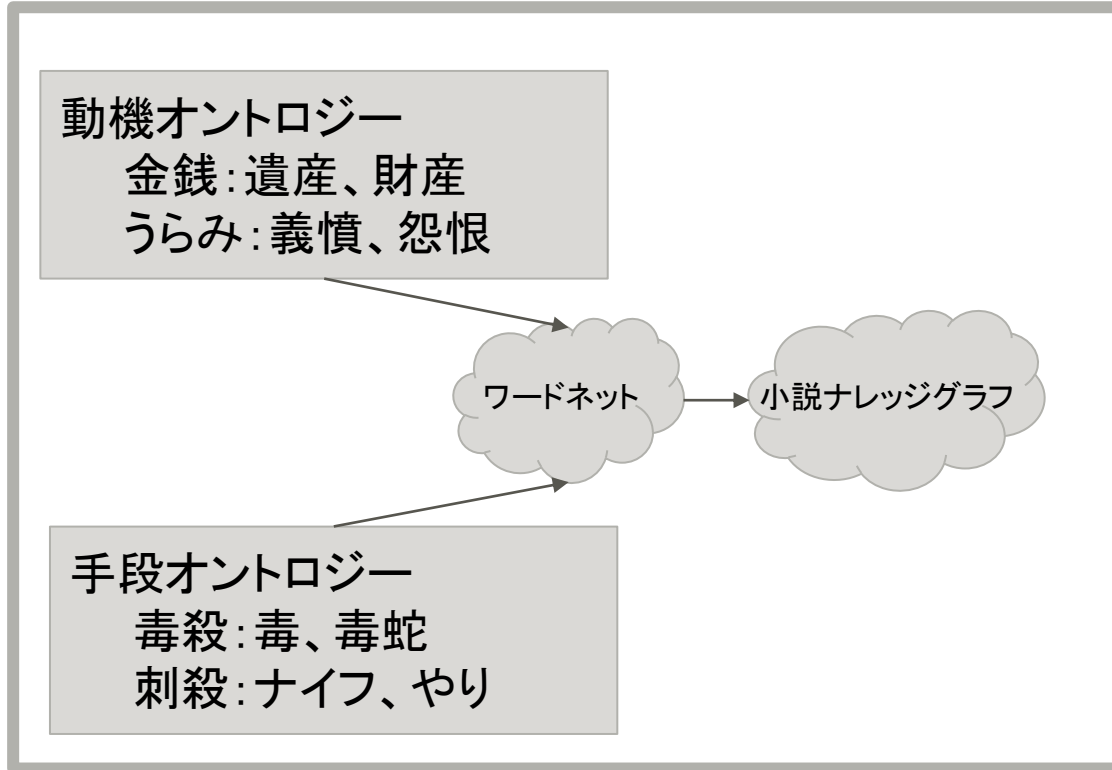 動機オントロジー
金銭：遺産、財産
うらみ：義憤、怨恨
ワードネット
小説ナレッジグラフ
手段オントロジー
毒殺：毒、毒蛇
刺殺：ナイフ、やり